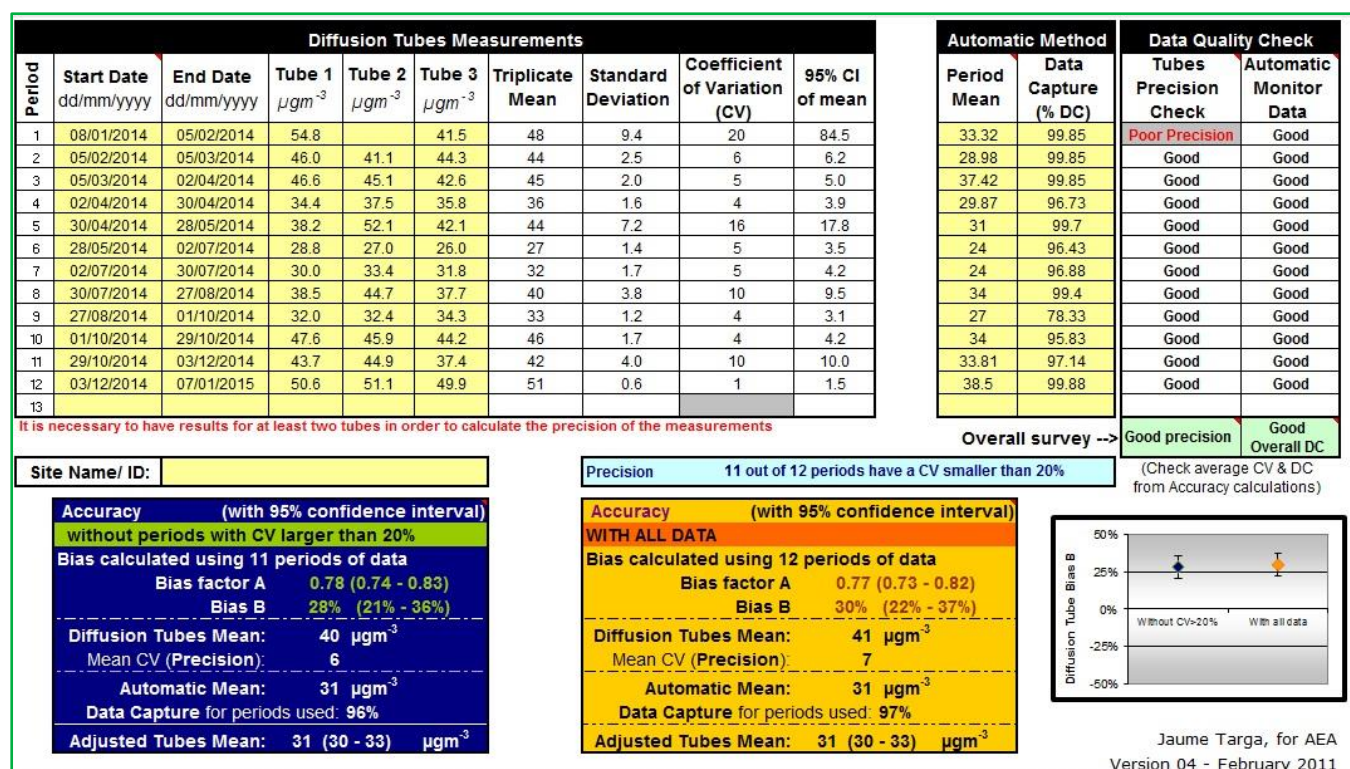 Diffusion Tubes Measurements Automatic Method Data Quality Check
Period Start Date dd/mm/yyyy End Date dd/mm/yyyy Tube 1 µgm⁻³ Tube 2 µgm⁻³ Tube 3 µgm⁻³ Triplicate Mean Standard Deviation Coefficient of Variation (CV) 95% CI of mean Period Mean Data Capture (% DC) Tubes Precision Check Automatic Monitor Data
1 08/01/2014 05/02/2014 54.8 41.5 48 9.4 20 84.5 33.32 99.85 Poor Precision Good
2 05/02/2014 05/03/2014 46.0 41.1 44.3 44 2.5 6 6.2 28.98 99.85 Good Good
3 05/03/2014 02/04/2014 46.6 45.1 42.6 45 2.0 5 5.0 37.42 99.85 Good Good
4 02/04/2014 30/04/2014 34.4 37.5 35.8 36 1.6 4 3.9 29.87 96.73 Good Good
5 30/04/2014 28/05/2014 38.2 52.1 42.1 44 7.2 16 17.8 31 99.7 Good Good
6 28/05/2014 02/07/2014 28.8 27.0 26.0 27 1.4 5 3.5 24 96.43 Good Good
7 02/07/2014 30/07/2014 30.0 33.4 31.8 32 1.7 5 4.2 24 96.88 Good Good
8 30/07/2014 27/08/2014 38.5 44.7 37.7 40 3.8 10 9.5 34 99.4 Good Good
9 27/08/2014 01/10/2014 32.0 32.4 34.3 33 1.2 4 3.1 27 78.33 Good Good
10 01/10/2014 29/10/2014 47.6 45.9 44.2 46 1.7 4 4.2 34 95.83 Good Good
11 29/10/2014 03/12/2014 43.7 44.9 37.4 42 4.0 10 10.0 33.81 97.14 Good Good
12 03/12/2014 07/01/2015 50.6 51.1 49.9 51 0.6 1 1.5 38.5 99.88 Good Good
13
It is necessary to have results for at least two tubes in order to calculate the precision of the measurements
Overall survey --> Good precision Good Overall DC
(Check average CV & DC
from Accuracy calculations)
Site Name/ ID:
Precision 11 out of 12 periods have a CV smaller than 20%
Accuracy (with 95% confidence interval)
without periods with CV larger than 20%
Bias calculated using 11 periods of data
Bias factor A 0.78 (0.74 - 0.83)
Bias B 28% (21% - 36%)
Diffusion Tubes Mean: 40 µgm⁻³
Mean CV (Precision): 6
Automatic Mean: 31 µgm⁻³
Data Capture for periods used: 96%
Adjusted Tubes Mean: 31 (30 - 33) µgm⁻³
Accuracy (with 95% confidence interval)
WITH ALL DATA
Bias calculated using 12 periods of data
Bias factor A 0.77 (0.73 - 0.82)
Bias B 30% (22% - 37%)
Diffusion Tubes Mean: 41 µgm⁻³
Mean CV (Precision): 7
Automatic Mean: 31 µgm⁻³
Data Capture for periods used: 97%
Adjusted Tubes Mean: 31 (30 - 33) µgm⁻³
Diffusion Tube Bias B
50%
25%
0%
-25%
-50%
Without CV>20% With all data
Jaume Targa, for AEA
Version 04 - February 2011